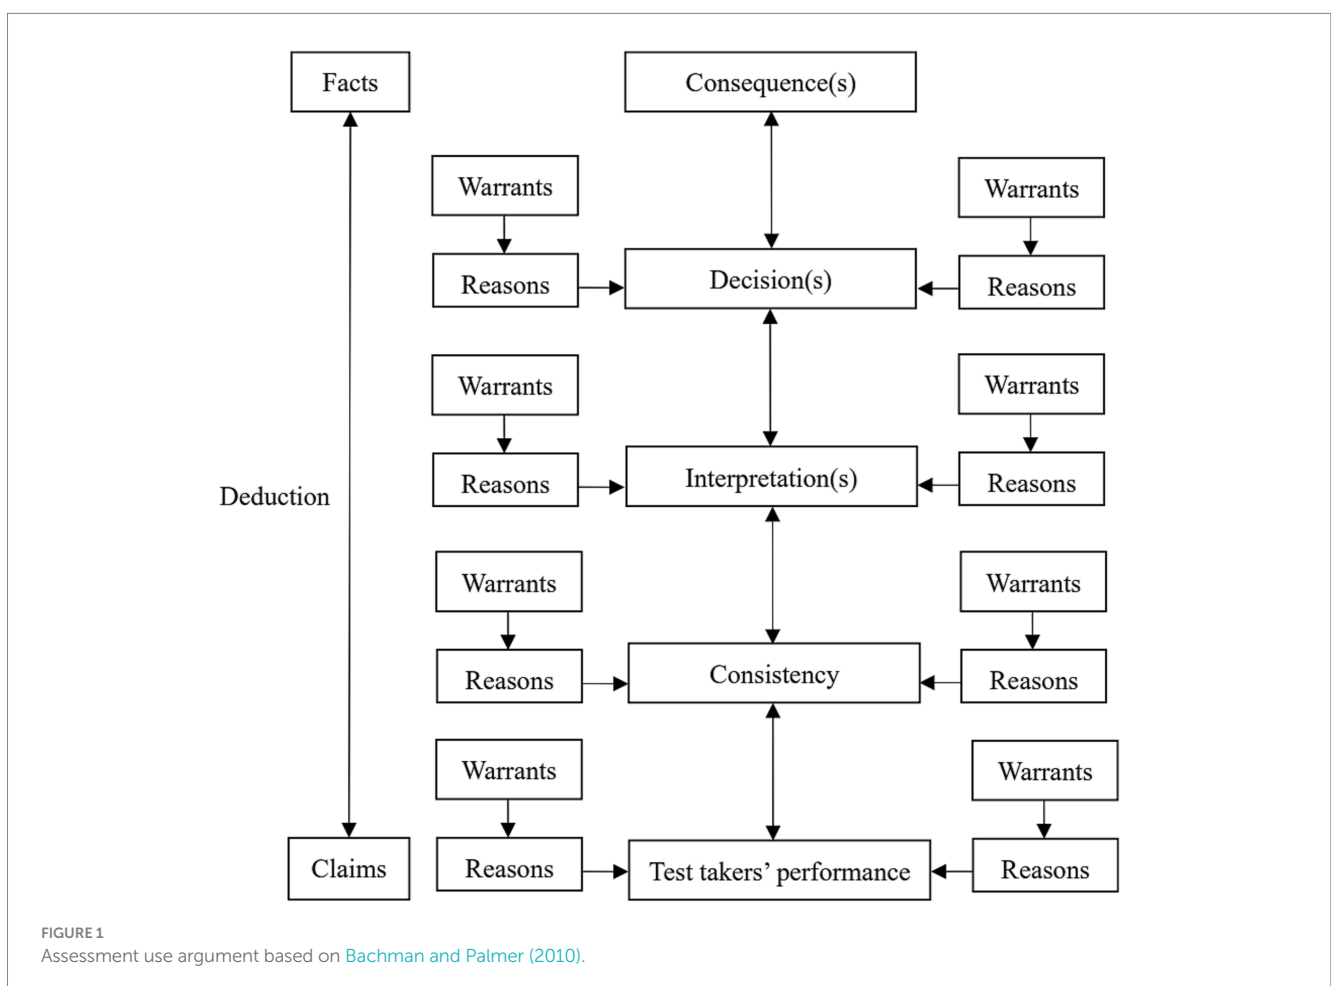 Facts
Consequence(s)
Warrants
Warrants
Reasons
Decision(s)
Reasons
Warrants
Warrants
Reasons
Interpretation(s)
Reasons
Deduction
Warrants
Warrants
Reasons
Consistency
Reasons
Warrants
Warrants
Claims
Reasons
Test takers’ performance
Reasons
FIGURE 1
Assessment use argument based on Bachman and Palmer (2010).